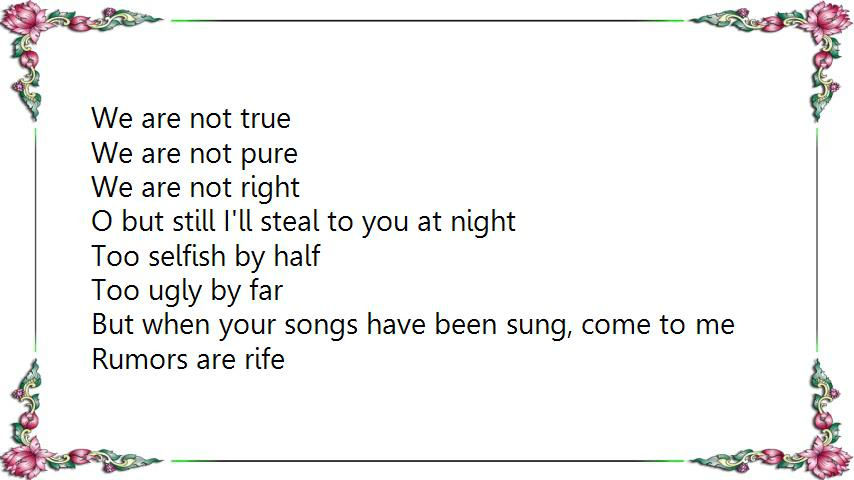 We are not true
We are not pure
We are not right
O but still I'll steal to you at night
Too selfish by half
Too ugly by far
But when your songs have been sung, come to me
Rumors are rife